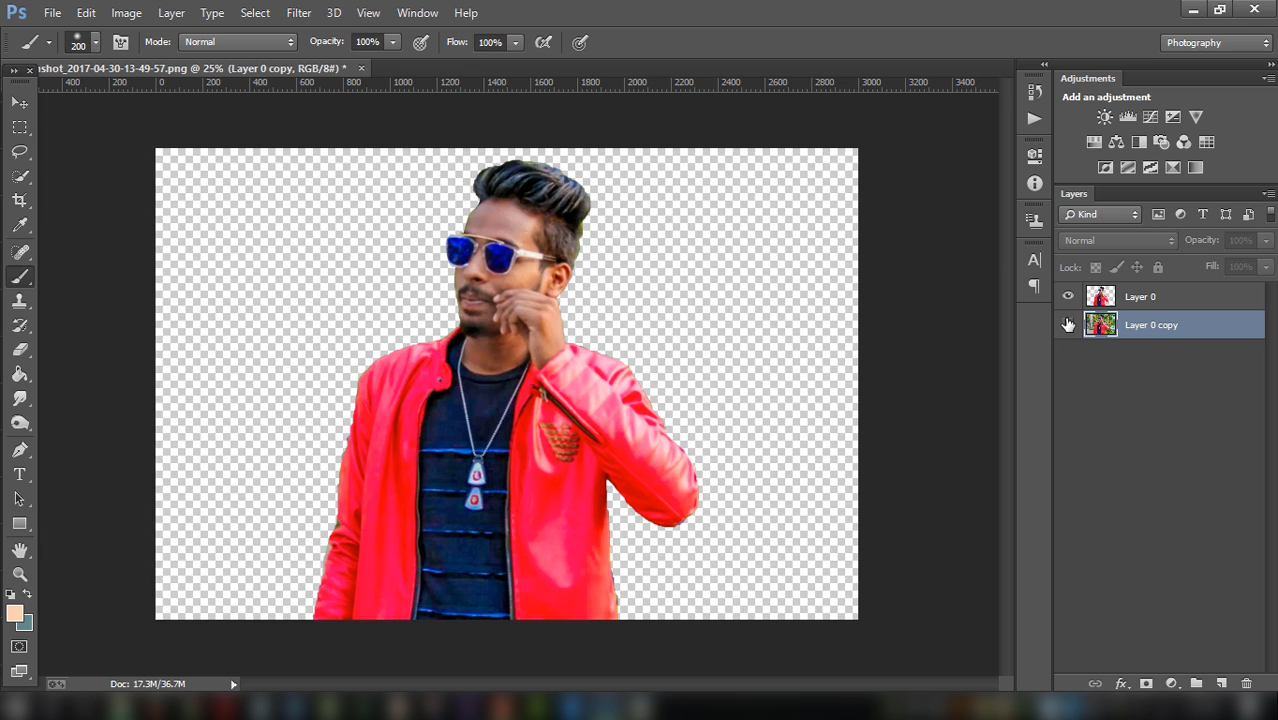 Ps File Edit Image Layer Type Select Filter 3D View Window Help
200 Mode: Normal Opacity: 100% Flow: 100% Photography
shot_2017-04-30-13-49-57.png @ 25% (Layer 0 copy, RGB/8#) * ×
400 200 0 200 400 600 800 1000 1200 1400 1600 1800 2000 2200 2400 2600 2800 3000 3200 3400
Adjustments
Add an adjustment
Layers
Kind
Normal Opacity: 100%
Lock: Fill: 100%
Layer 0
Layer 0 copy
Doc: 17.3M/36.7M